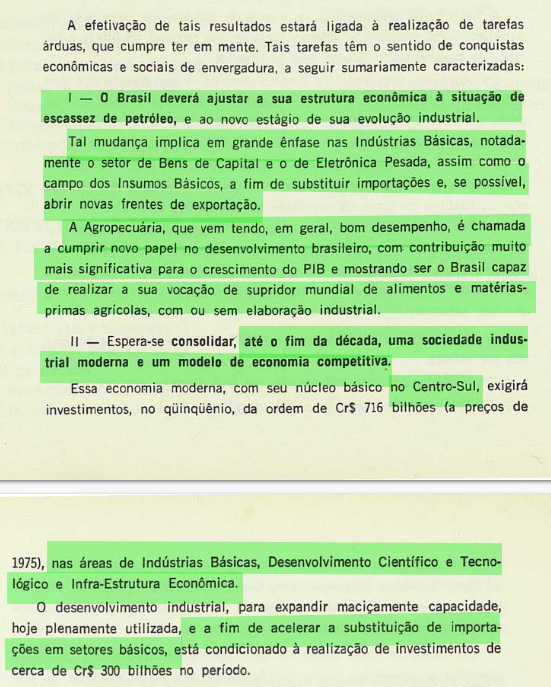 A efetivação de tais resultados estará ligada à realização de tarefas
árduas, que cumpre ter em mente. Tais tarefas têm o sentido de conquistas
econômicas e sociais de envergadura, a seguir sumariamente caracterizadas:
I — O Brasil deverá ajustar a sua estrutura econômica à situação de
escassez de petróleo, e ao novo estágio de sua evolução industrial.
Tal mudança implica em grande ênfase nas Indústrias Básicas, notada-
mente o setor de Bens de Capital e o de Eletrônica Pesada, assim como o
campo dos Insumos Básicos, a fim de substituir importações e, se possível,
abrir novas frentes de exportação.
A Agropecuária, que vem tendo, em geral, bom desempenho, é chamada
a cumprir novo papel no desenvolvimento brasileiro, com contribuição muito
mais significativa para o crescimento do PIB e mostrando ser o Brasil capaz
de realizar a sua vocação de supridor mundial de alimentos e matérias-
primas agrícolas, com ou sem elaboração industrial.
II — Espera-se consolidar, até o fim da década, uma sociedade indus-
trial moderna e um modelo de economia competitiva.
Essa economia moderna, com seu núcleo básico no Centro-Sul, exigirá
investimentos, no qüinqüênio, da ordem de Cr$ 716 bilhões (a preços de
1975), nas áreas de Indústrias Básicas, Desenvolvimento Científico e Tecno-
lógico e Infra-Estrutura Econômica.
O desenvolvimento industrial, para expandir maciçamente capacidade,
hoje plenamente utilizada, e a fim de acelerar a substituição de importa-
ções em setores básicos, está condicionado à realização de investimentos de
cerca de Cr$ 300 bilhões no período.